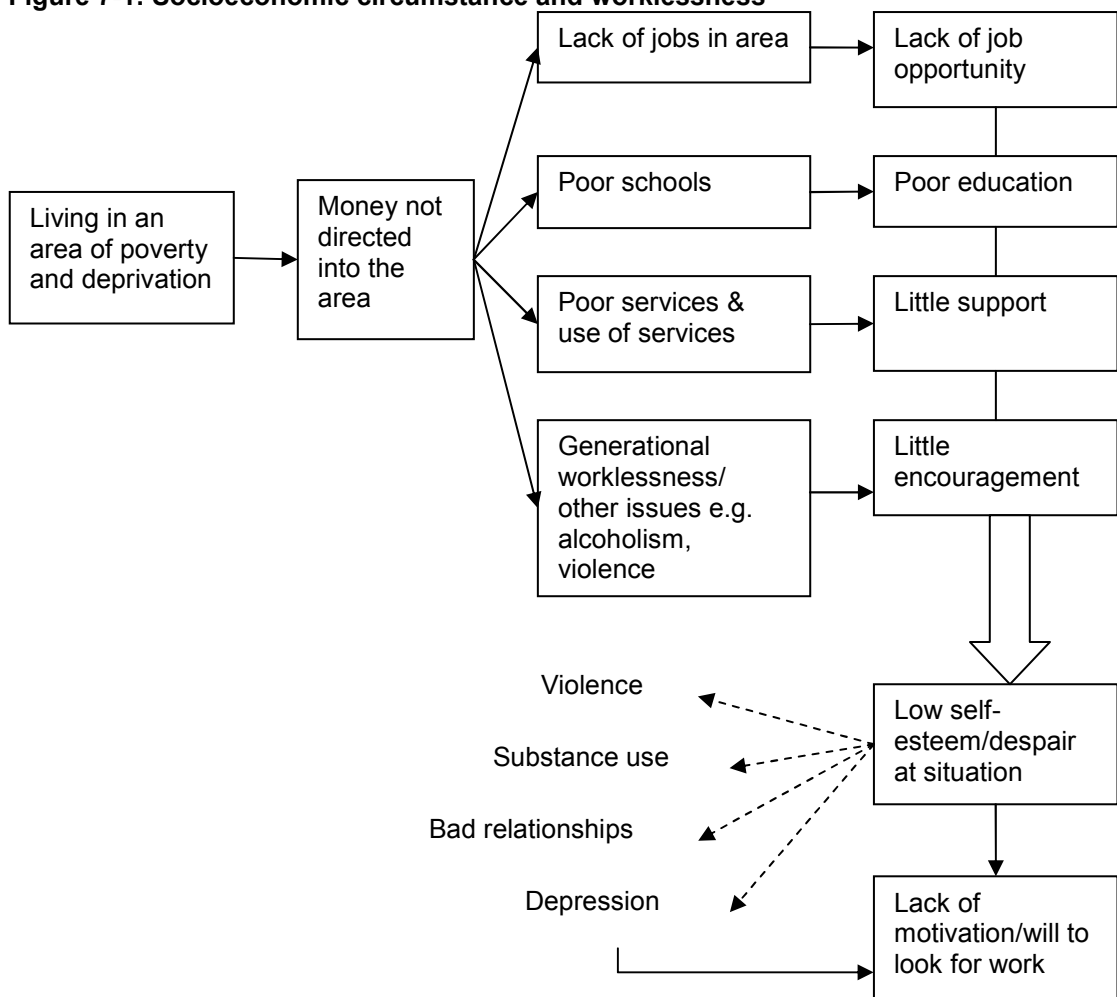 Figure 7-1: Socioeconomic circumstance and worklessness
Lack of jobs in area
Lack of job
opportunity
Poor schools
Poor education
Living in an
area of poverty
and deprivation
Money not
directed
into the
area
Poor services &
use of services
Little support
Generational
worklessness/
other issues e.g.
alcoholism,
violence
Little
encouragement
Violence
Substance use
Bad relationships
Depression
Low self-
esteem/despair
at situation
Lack of
motivation/will to
look for work